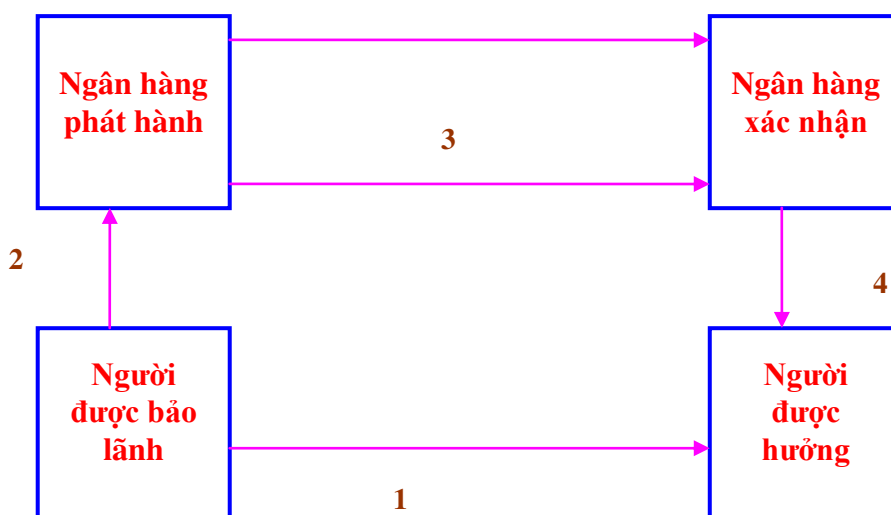 Ngân hàng
phát hành
Ngân hàng
xác nhận
3
2
4
Người
được bảo
lãnh
Người
được
hưởng
1